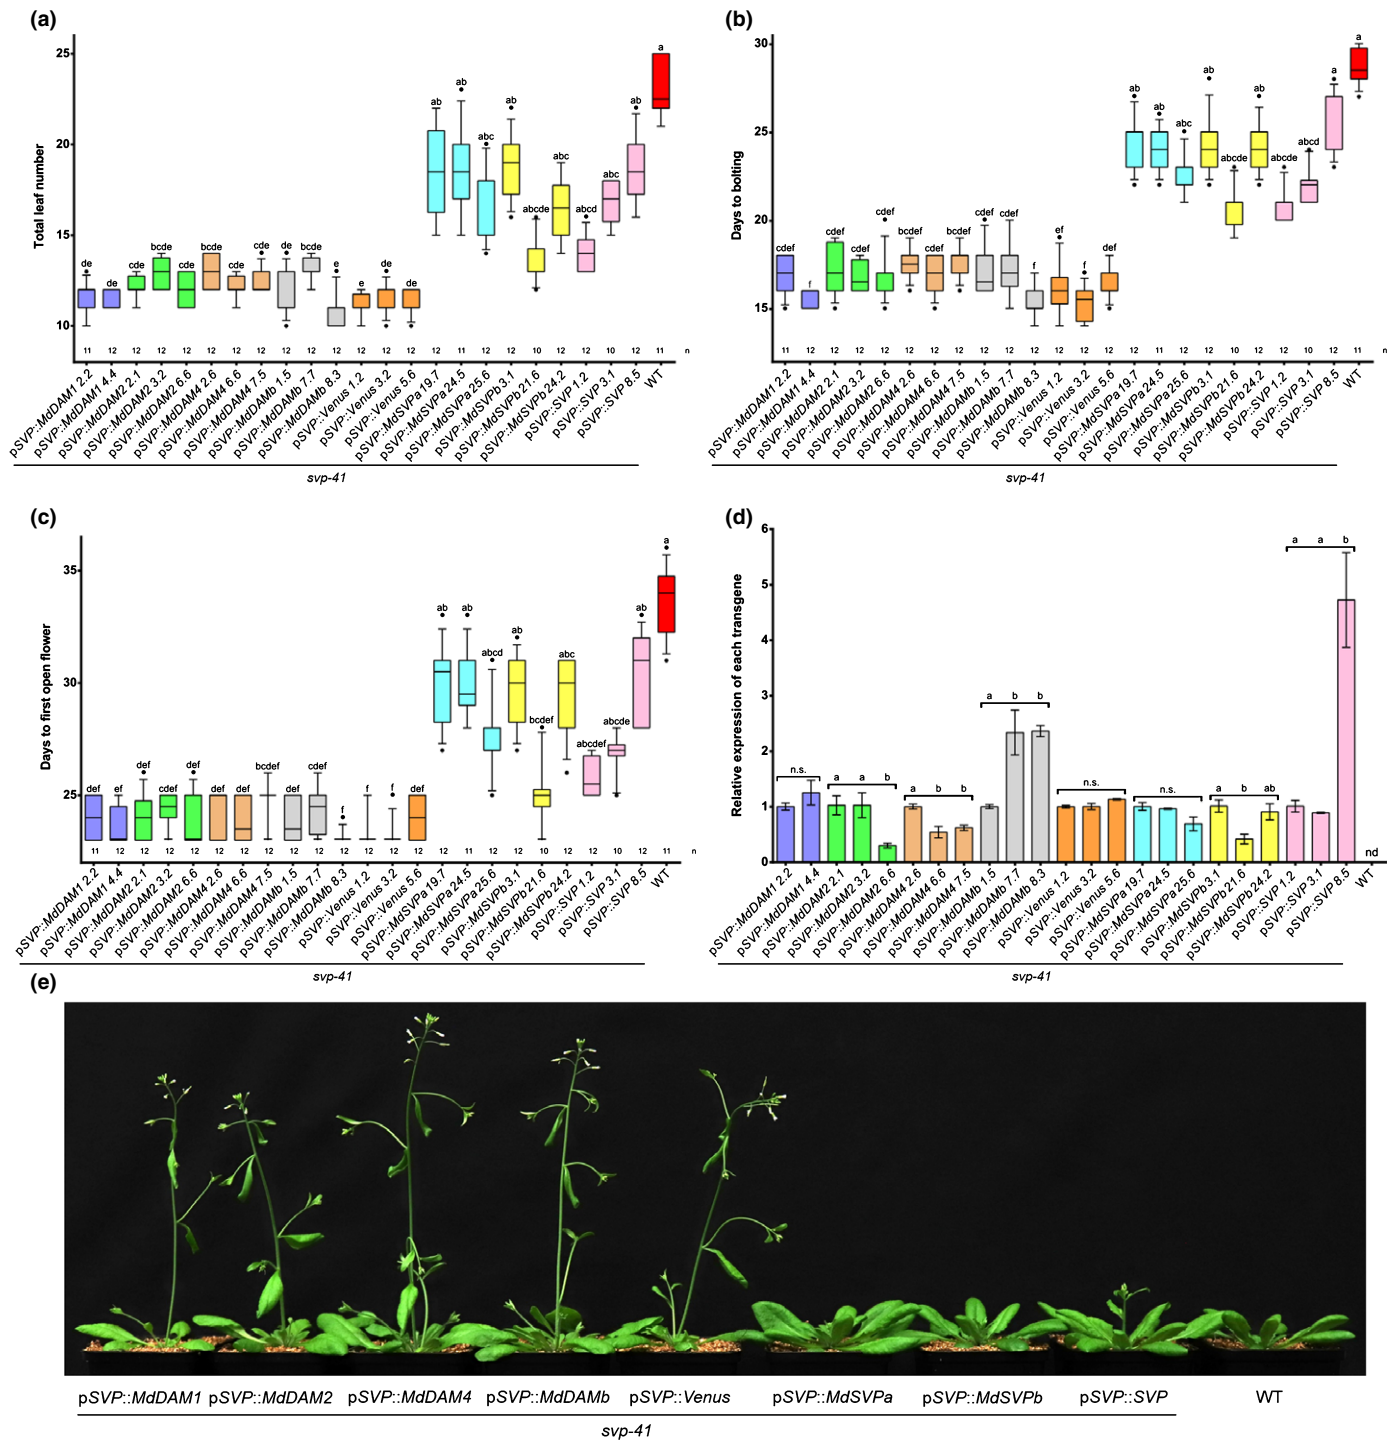 (a)
Total leaf number
25
20
15
10
de
de
cde
bcde
cde
bcde
cde
cde
de
bcde
e
e
de
de
ab
ab
abc
ab
abcde
abc
abcd
abc
ab
a
11 12 12 12 12 12 12 12 12 12 12 12 12 12 12 11 12 12 10 12 12 10 12 11 n
pSVP::MdDAM1 2.2
pSVP::MdDAM1 4.4
pSVP::MdDAM2 2.1
pSVP::MdDAM2 3.2
pSVP::MdDAM2 6.6
pSVP::MdDAM4 2.6
pSVP::MdDAM4 6.6
pSVP::MdDAM4 7.5
pSVP::MdDAMb 1.5
pSVP::MdDAMb 7.7
pSVP::MdDAMb 8.3
pSVP::Venus 1.2
pSVP::Venus 3.2
pSVP::Venus 5.6
pSVP::MdSVPa 19.7
pSVP::MdSVPa 24.5
pSVP::MdSVPa 25.6
pSVP::MdSVPb 3.1
pSVP::MdSVPb 21.6
pSVP::MdSVPb 24.2
pSVP::SVP 1.2
pSVP::SVP 3.1
pSVP::SVP 8.5
WT
svp-41
(b)
Days to bolting
30
25
20
15
cdef
f
cdef
cdef
cdef
bcdef
cdef
bcdef
cdef
cdef
f
ef
f
def
ab
ab
abc
ab
abcde
ab
abcde
abcd
a
a
11 12 12 12 12 12 12 12 12 12 12 12 12 12 12 11 12 12 10 12 12 10 12 11 n
pSVP::MdDAM1 2.2
pSVP::MdDAM1 4.4
pSVP::MdDAM2 2.1
pSVP::MdDAM2 3.2
pSVP::MdDAM2 6.6
pSVP::MdDAM4 2.6
pSVP::MdDAM4 6.6
pSVP::MdDAM4 7.5
pSVP::MdDAMb 1.5
pSVP::MdDAMb 7.7
pSVP::MdDAMb 8.3
pSVP::Venus 1.2
pSVP::Venus 3.2
pSVP::Venus 5.6
pSVP::MdSVPa 19.7
pSVP::MdSVPa 24.5
pSVP::MdSVPa 25.6
pSVP::MdSVPb 3.1
pSVP::MdSVPb 21.6
pSVP::MdSVPb 24.2
pSVP::SVP 1.2
pSVP::SVP 3.1
pSVP::SVP 8.5
WT
svp-41
(c)
Days to first open flower
35
30
25
def
ef
def
cdef
def
def
def
bcdef
def
cdef
f
f
f
def
ab
ab
abcd
ab
bcdef
abc
abcdef
abcde
ab
a
11 12 12 12 12 12 12 12 12 12 12 12 12 12 12 11 12 12 10 12 12 10 12 11 n
pSVP::MdDAM1 2.2
pSVP::MdDAM1 4.4
pSVP::MdDAM2 2.1
pSVP::MdDAM2 3.2
pSVP::MdDAM2 6.6
pSVP::MdDAM4 2.6
pSVP::MdDAM4 6.6
pSVP::MdDAM4 7.5
pSVP::MdDAMb 1.5
pSVP::MdDAMb 7.7
pSVP::MdDAMb 8.3
pSVP::Venus 1.2
pSVP::Venus 3.2
pSVP::Venus 5.6
pSVP::MdSVPa 19.7
pSVP::MdSVPa 24.5
pSVP::MdSVPa 25.6
pSVP::MdSVPb 3.1
pSVP::MdSVPb 21.6
pSVP::MdSVPb 24.2
pSVP::SVP 1.2
pSVP::SVP 3.1
pSVP::SVP 8.5
WT
svp-41
(d)
Relative expression of each transgene
6
5
4
3
2
1
0
n.s.
a a b
a b b
a b b
n.s.
n.s.
a b ab
a a b
nd
pSVP::MdDAM1 2.2
pSVP::MdDAM1 4.4
pSVP::MdDAM2 2.1
pSVP::MdDAM2 3.2
pSVP::MdDAM2 6.6
pSVP::MdDAM4 2.6
pSVP::MdDAM4 6.6
pSVP::MdDAM4 7.5
pSVP::MdDAMb 1.5
pSVP::MdDAMb 7.7
pSVP::MdDAMb 8.3
pSVP::Venus 1.2
pSVP::Venus 3.2
pSVP::Venus 5.6
pSVP::MdSVPa 19.7
pSVP::MdSVPa 24.5
pSVP::MdSVPa 25.6
pSVP::MdSVPb 3.1
pSVP::MdSVPb 21.6
pSVP::MdSVPb 24.2
pSVP::SVP 1.2
pSVP::SVP 3.1
pSVP::SVP 8.5
WT
svp-41
(e)
pSVP::MdDAM1 pSVP::MdDAM2 pSVP::MdDAM4 pSVP::MdDAMb pSVP::Venus pSVP::MdSVPa pSVP::MdSVPb pSVP::SVP WT
svp-41